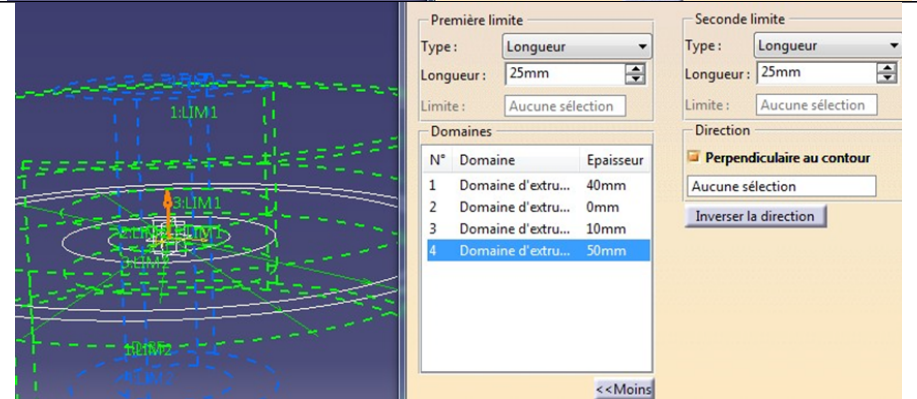 1:LIM1
3:LIM1
3:LIM2
1:LIM2
Première limite
Type : Longueur
Longueur : 25mm
Limite : Aucune sélection
Domaines
N° Domaine Epaisseur
1 Domaine d'extru... 40mm
2 Domaine d'extru... 0mm
3 Domaine d'extru... 10mm
4 Domaine d'extru... 50mm
<<Moins
Seconde limite
Type : Longueur
Longueur : 25mm
Limite : Aucune sélection
Direction
Perpendiculaire au contour
Aucune sélection
Inverser la direction